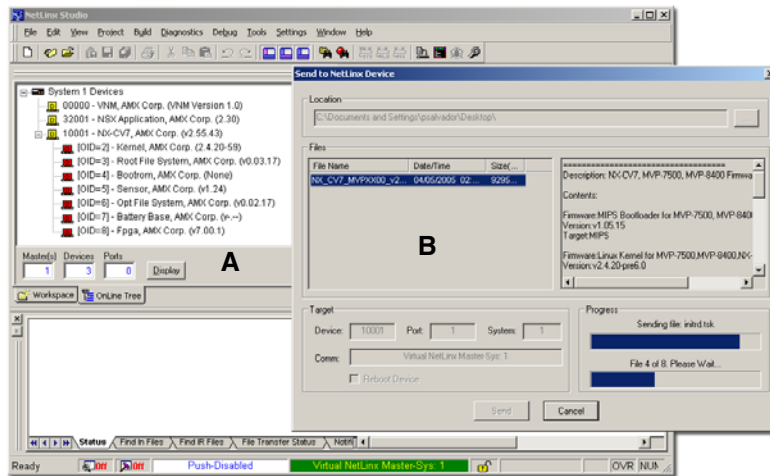 NetLinx Studio
File Edit View Project Build Diagnostics Debug Tools Settings Window Help
System 1 Devices
00000 - VNM, AMX Corp. (VNM Version 1.0)
32001 - NSX Application, AMX Corp. (2.30)
10001 - NX-CV7, AMX Corp. (v2.55.43)
[OID=2] - Kernel, AMX Corp. (2.4.20-59)
[OID=3] - Root File System, AMX Corp. (v0.03.17)
[OID=4] - Bootrom, AMX Corp. (None)
[OID=5] - Sensor, AMX Corp. (v1.24)
[OID=6] - Opt File System, AMX Corp. (v0.02.17)
[OID=7] - Battery Base, AMX Corp. (v-.--)
[OID=8] - Fpga, AMX Corp. (v7.00.1)
Master(s) Devices Ports
1 3 0 Display
A
Workspace OnLine Tree
Send to NetLinx Device
Location
C:\Documents and Settings\psalvador\Desktop\
...
Files
File Name Date/Time Size(...
NX_CV7_MVPXX00_v2... 04/05/2005 02:... 9295...
B
==================================
Description: NX-CV7, MVP-7500, MVP-8400 Firmwa
Contents:
Firmware:MIPS Bootloader for MVP-7500, MVP-840
Version:v1.05.15
Target:MIPS
Firmware:Linux Kernel for MVP-7500,MVP-8400,NX-
Version:v2.4.20-pre6.0
Target
Device: 10001 Port: 1 System: 1
Comm: Virtual NetLinx Master-Sys: 1
Reboot Device
Progress
Sending file: initrd.tsk
File 4 of 8. Please Wait...
Send Cancel
Status Find In Files Find IR Files File Transfer Status Notifi
Ready Off Off Push-Disabled Virtual NetLinx Master-Sys: 1 OVR NUM